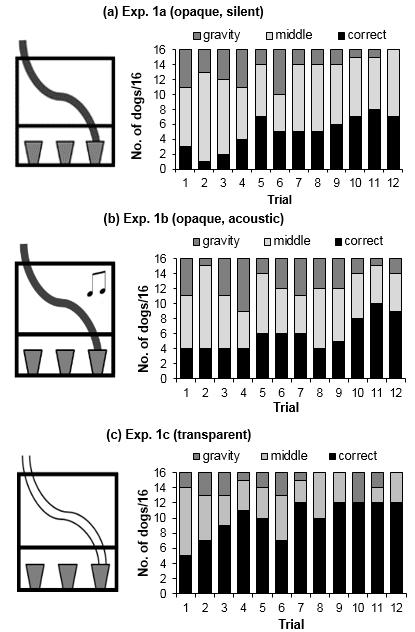 (a) Exp. 1a (opaque, silent)
gravity middle correct
No. of dogs/16
16
14
12
10
8
6
4
2
0
1 2 3 4 5 6 7 8 9 10 11 12
Trial
(b) Exp. 1b (opaque, acoustic)
gravity middle correct
No. of dogs/16
16
14
12
10
8
6
4
2
0
1 2 3 4 5 6 7 8 9 10 11 12
Trial
(c) Exp. 1c (transparent)
gravity middle correct
No. of dogs/16
16
14
12
10
8
6
4
2
0
1 2 3 4 5 6 7 8 9 10 11 12
Trial